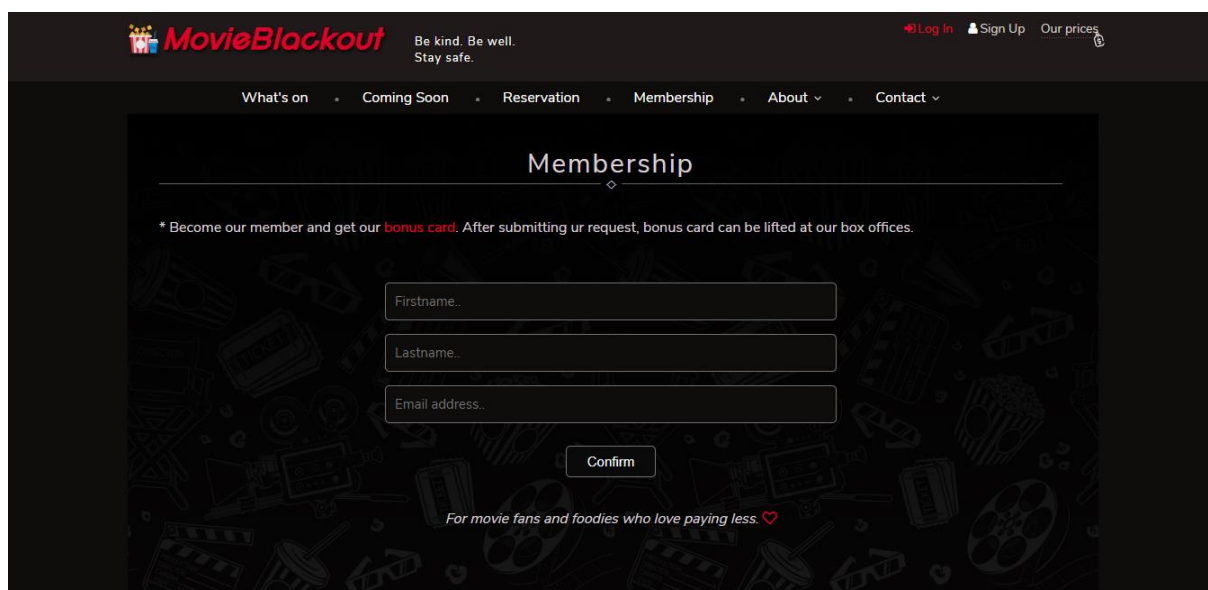 MovieBlackout
Be kind. Be well.
Stay safe.
Log In Sign Up Our prices
What's on Coming Soon Reservation Membership About Contact
Membership
* Become our member and get our bonus card. After submitting ur request, bonus card can be lifted at our box offices.
Firstname..
Lastname..
Email address..
Confirm
For movie fans and foodies who love paying less.